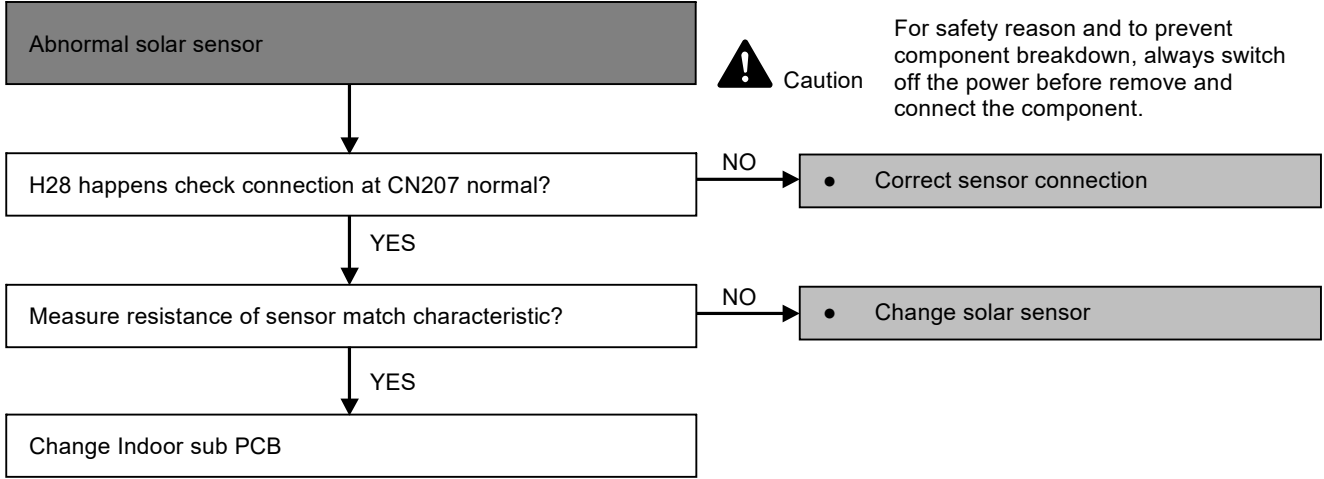 Abnormal solar sensor
Caution
For safety reason and to prevent
component breakdown, always switch
off the power before remove and
connect the component.
H28 happens check connection at CN207 normal?
NO
● Correct sensor connection
YES
Measure resistance of sensor match characteristic?
NO
● Change solar sensor
YES
Change Indoor sub PCB